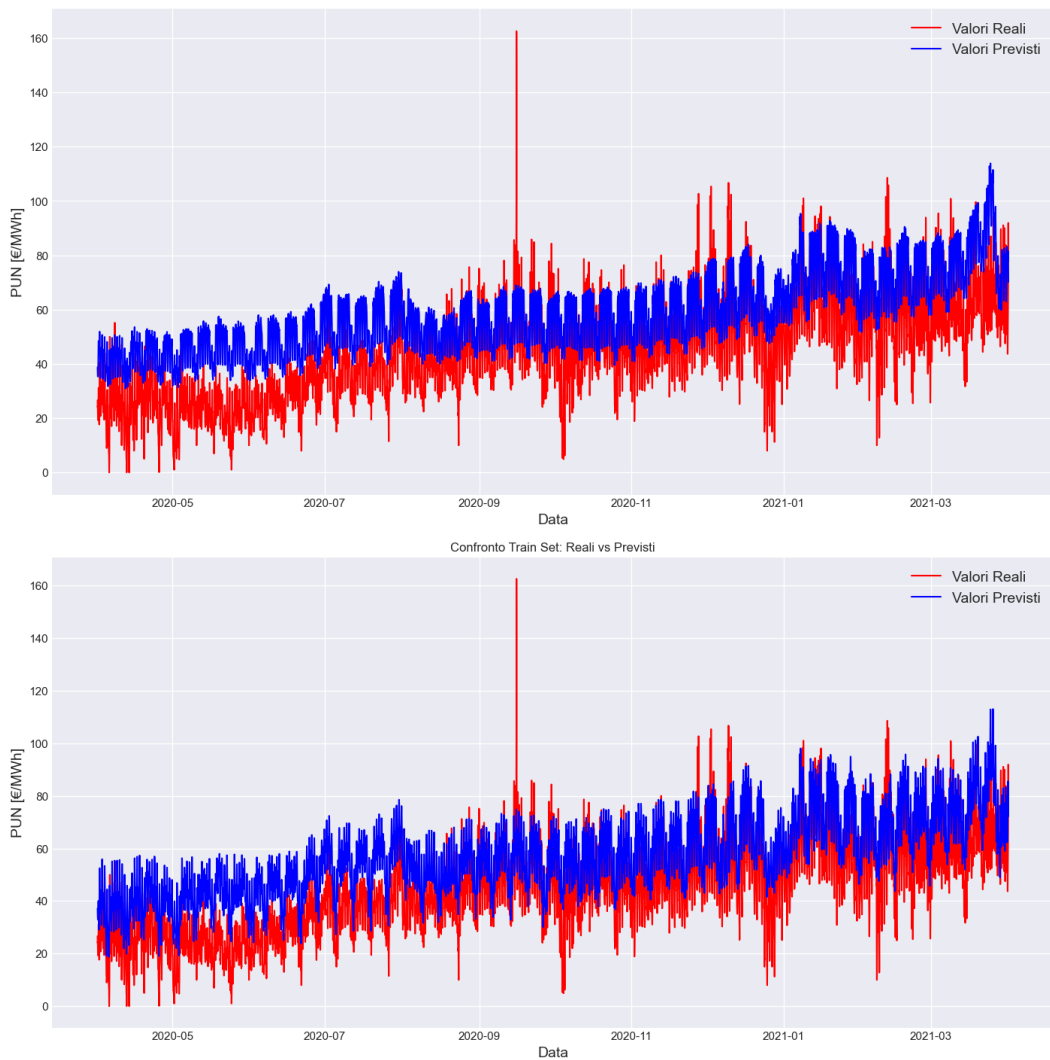 160
140
120
100
80
60
40
20
0
PUN [€/MWh]
Valori Reali
Valori Previsti
2020-05 2020-07 2020-09 2020-11 2021-01 2021-03
Data
Confronto Train Set: Reali vs Previsti
160
140
120
100
80
60
40
20
0
PUN [€/MWh]
Valori Reali
Valori Previsti
2020-05 2020-07 2020-09 2020-11 2021-01 2021-03
Data